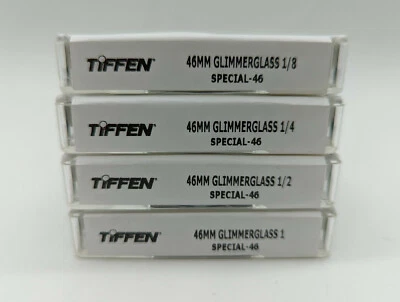 TiFFEN 46MM GLIMMERGLASS 1/8
SPECIAL-46
TiFFEN 46MM GLIMMERGLASS 1/4
SPECIAL-46
TiFFEN 46MM GLIMMERGLASS 1/2
SPECIAL-46
TiFFEN 46MM GLIMMERGLASS 1
SPECIAL-46